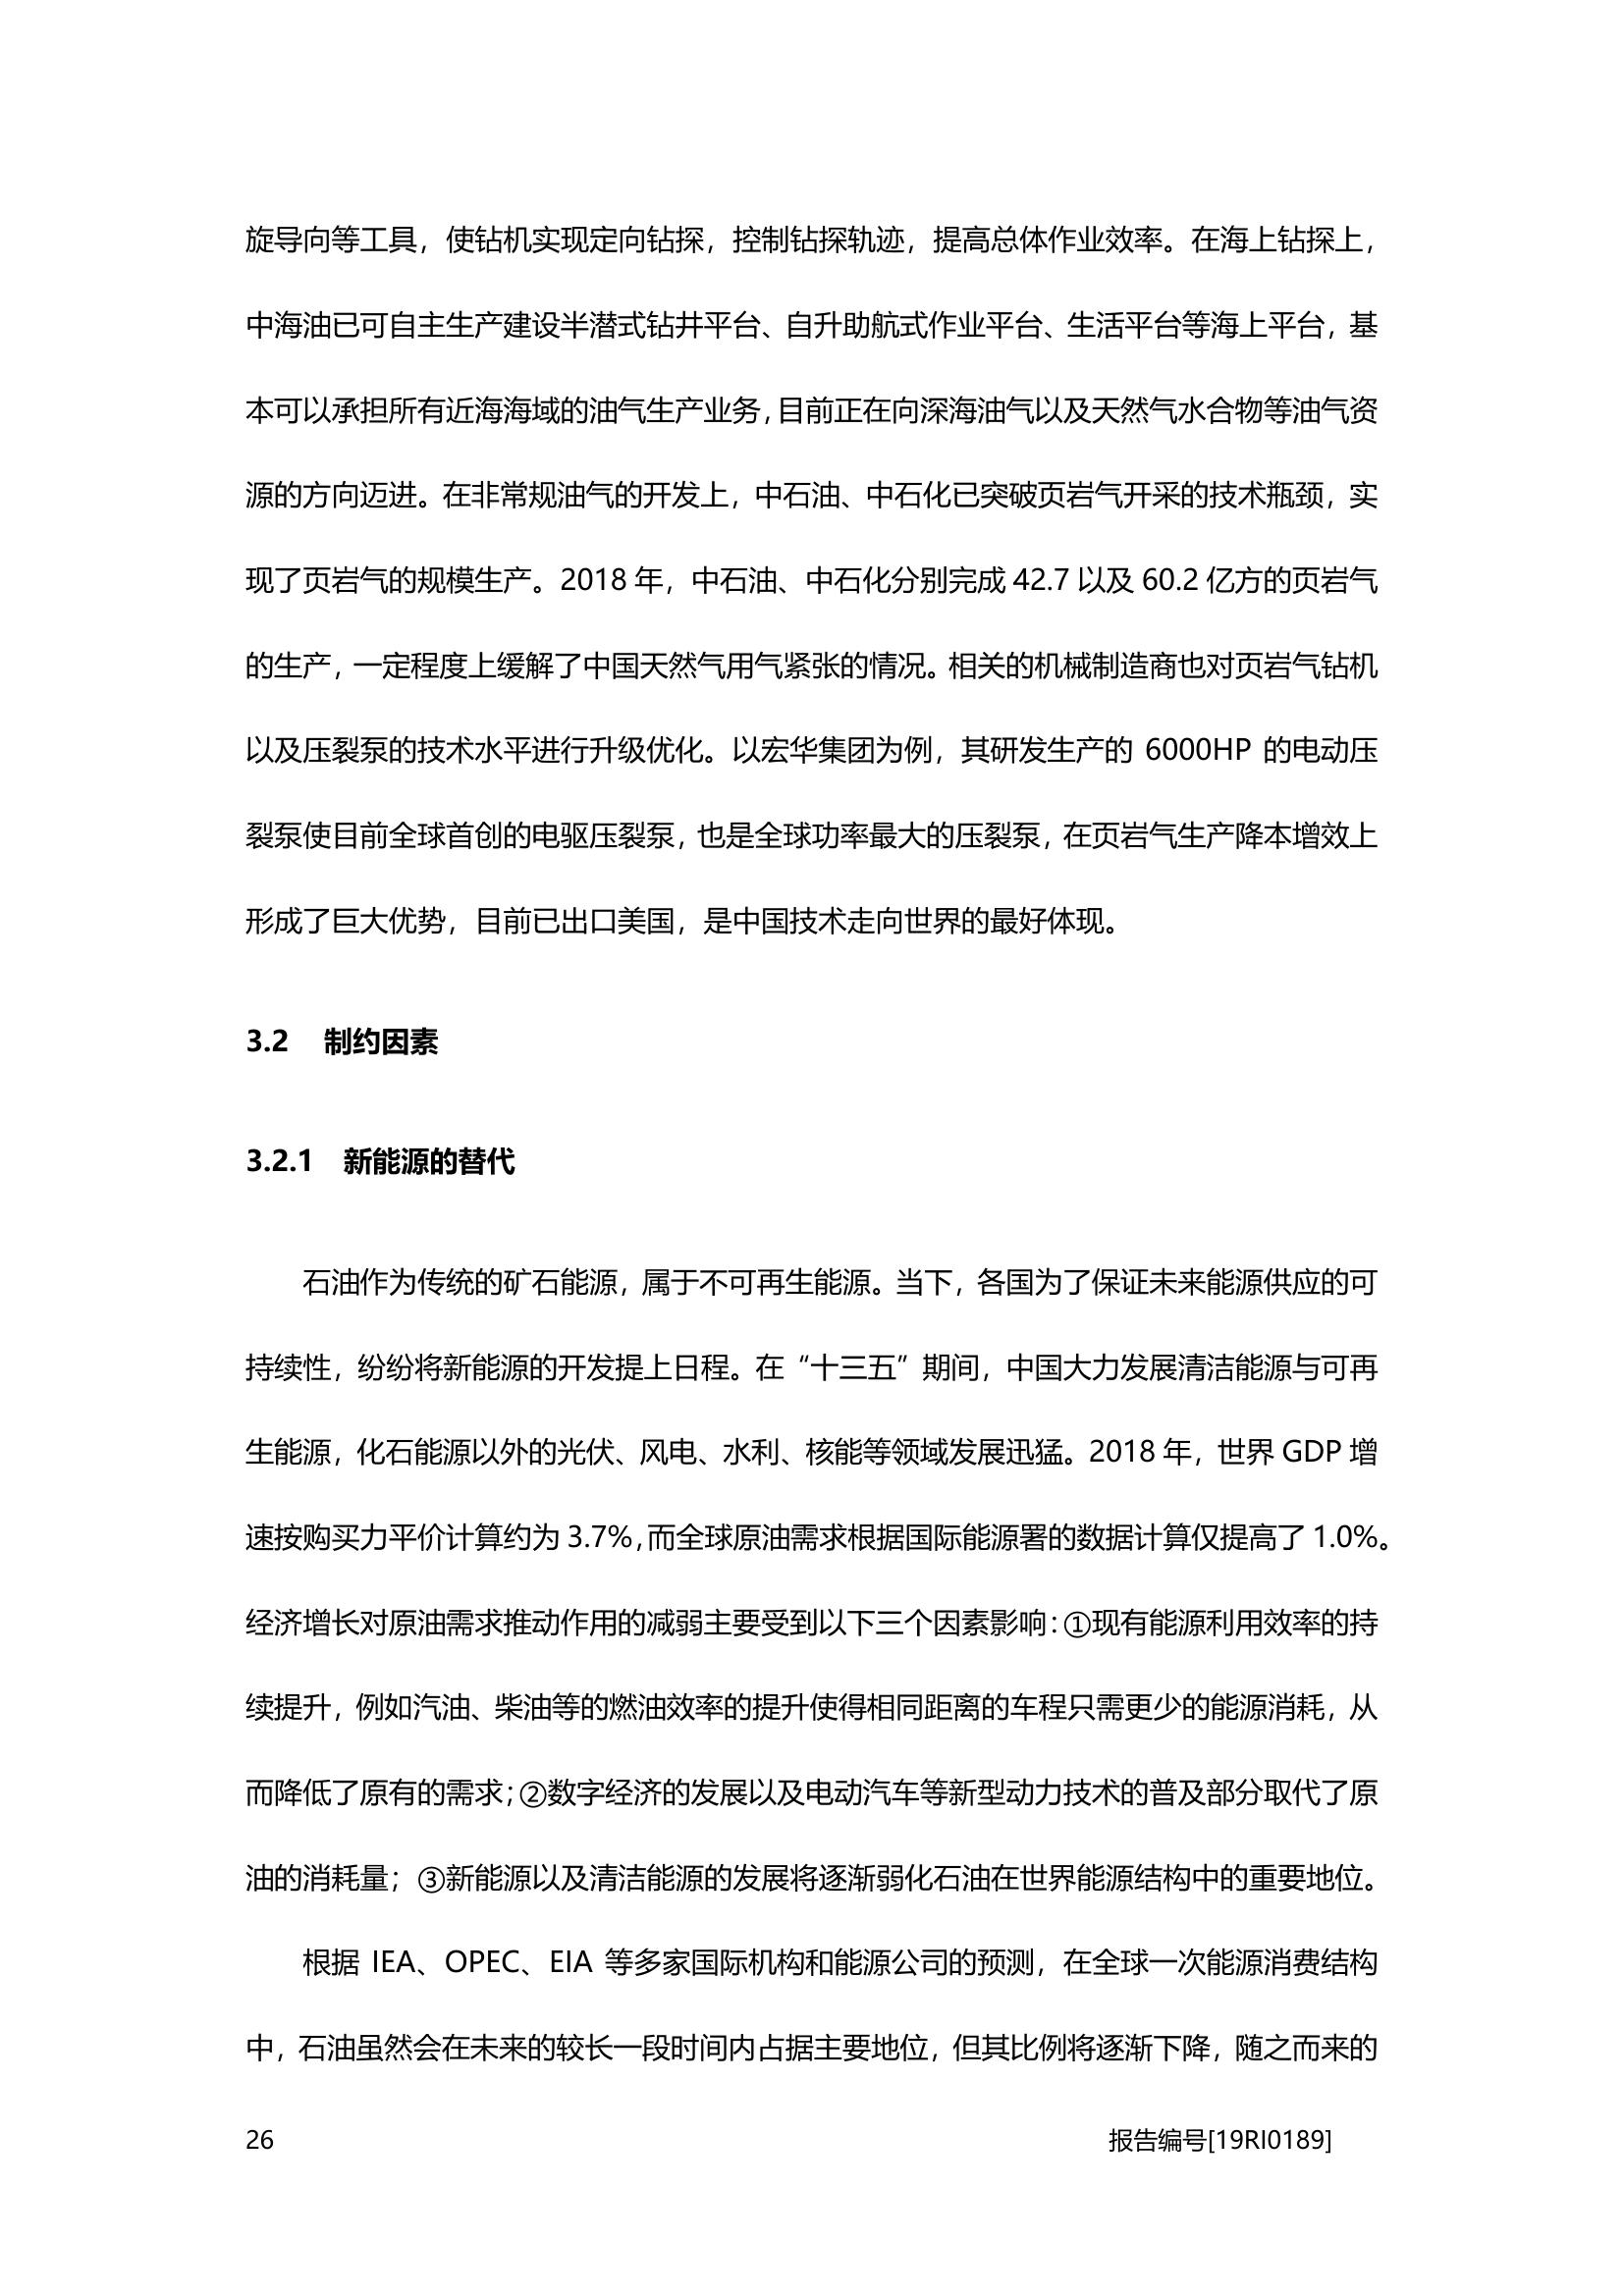 旋导向等工具，使钻机实现定向钻探，控制钻探轨迹，提高总体作业效率。在海上钻探上，
中海油已可自主生产建设半潜式钻井平台、自升助航式作业平台、生活平台等海上平台，基
本可以承担所有近海海域的油气生产业务，目前正在向深海油气以及天然气水合物等油气资
源的方向迈进。在非常规油气的开发上，中石油、中石化已突破页岩气开采的技术瓶颈，实
现了页岩气的规模生产。2018 年，中石油、中石化分别完成 42.7 以及 60.2 亿方的页岩气
的生产，一定程度上缓解了中国天然气用气紧张的情况。相关的机械制造商也对页岩气钻机
以及压裂泵的技术水平进行升级优化。以宏华集团为例，其研发生产的 6000HP 的电动压
裂泵使目前全球首创的电驱压裂泵，也是全球功率最大的压裂泵，在页岩气生产降本增效上
形成了巨大优势，目前已出口美国，是中国技术走向世界的最好体现。
3.2 制约因素
3.2.1 新能源的替代
石油作为传统的矿石能源，属于不可再生能源。当下，各国为了保证未来能源供应的可
持续性，纷纷将新能源的开发提上日程。在“十三五”期间，中国大力发展清洁能源与可再
生能源，化石能源以外的光伏、风电、水利、核能等领域发展迅猛。2018 年，世界 GDP 增
速按购买力平价计算约为 3.7%，而全球原油需求根据国际能源署的数据计算仅提高了 1.0%。
经济增长对原油需求推动作用的减弱主要受到以下三个因素影响：①现有能源利用效率的持
续提升，例如汽油、柴油等的燃油效率的提升使得相同距离的车程只需更少的能源消耗，从
而降低了原有的需求；②数字经济的发展以及电动汽车等新型动力技术的普及部分取代了原
油的消耗量；③新能源以及清洁能源的发展将逐渐弱化石油在世界能源结构中的重要地位。
根据 IEA、OPEC、EIA 等多家国际机构和能源公司的预测，在全球一次能源消费结构
中，石油虽然会在未来的较长一段时间内占据主要地位，但其比例将逐渐下降，随之而来的
26 报告编号[19RI0189]